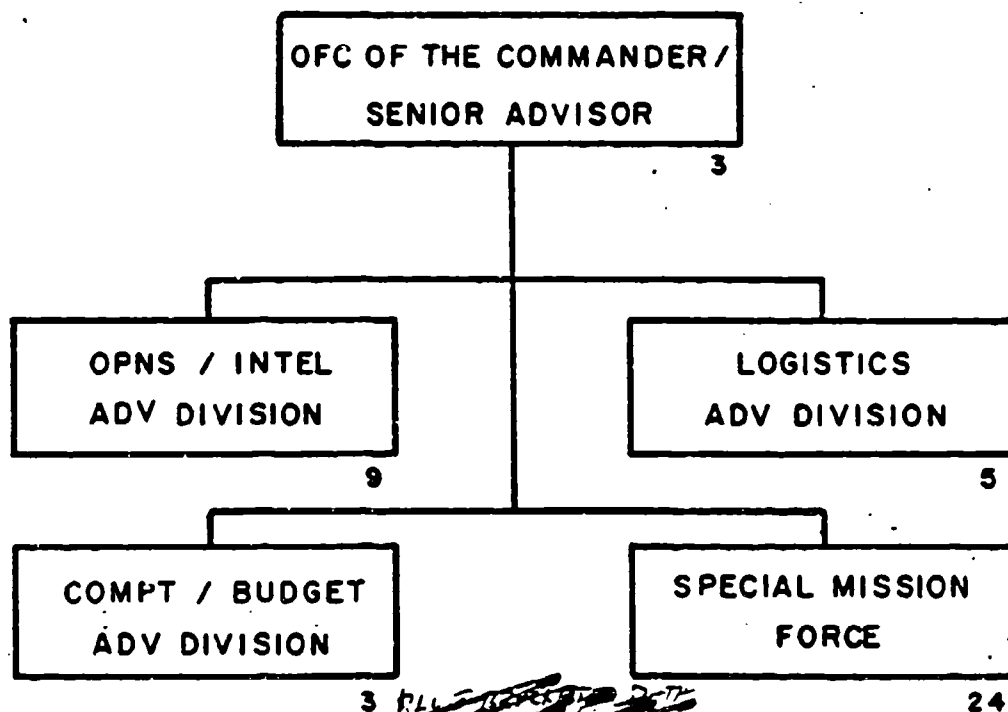 OFC OF THE COMMANDER/
SENIOR ADVISOR
3
OPNS / INTEL
ADV DIVISION
9
LOGISTICS
ADV DIVISION
5
COMPT / BUDGET
ADV DIVISION
3
SPECIAL MISSION
FORCE
24